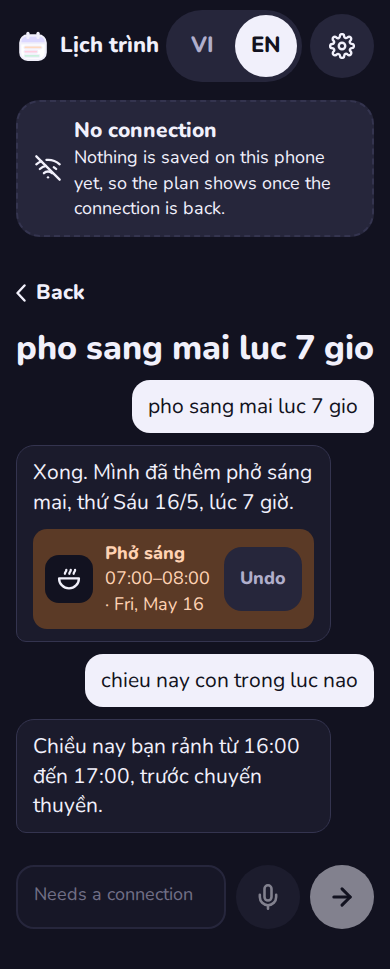 Lịch trình VI EN
No connection
Nothing is saved on this phone
yet, so the plan shows once the
connection is back.
Back
pho sang mai luc 7 gio
pho sang mai luc 7 gio
Xong. Mình đã thêm phở sáng
mai, thứ Sáu 16/5, lúc 7 giờ.
Phở sáng
07:00–08:00
· Fri, May 16
Undo
chieu nay con trong luc nao
Chiều nay bạn rảnh từ 16:00
đến 17:00, trước chuyến
thuyền.
Needs a connection